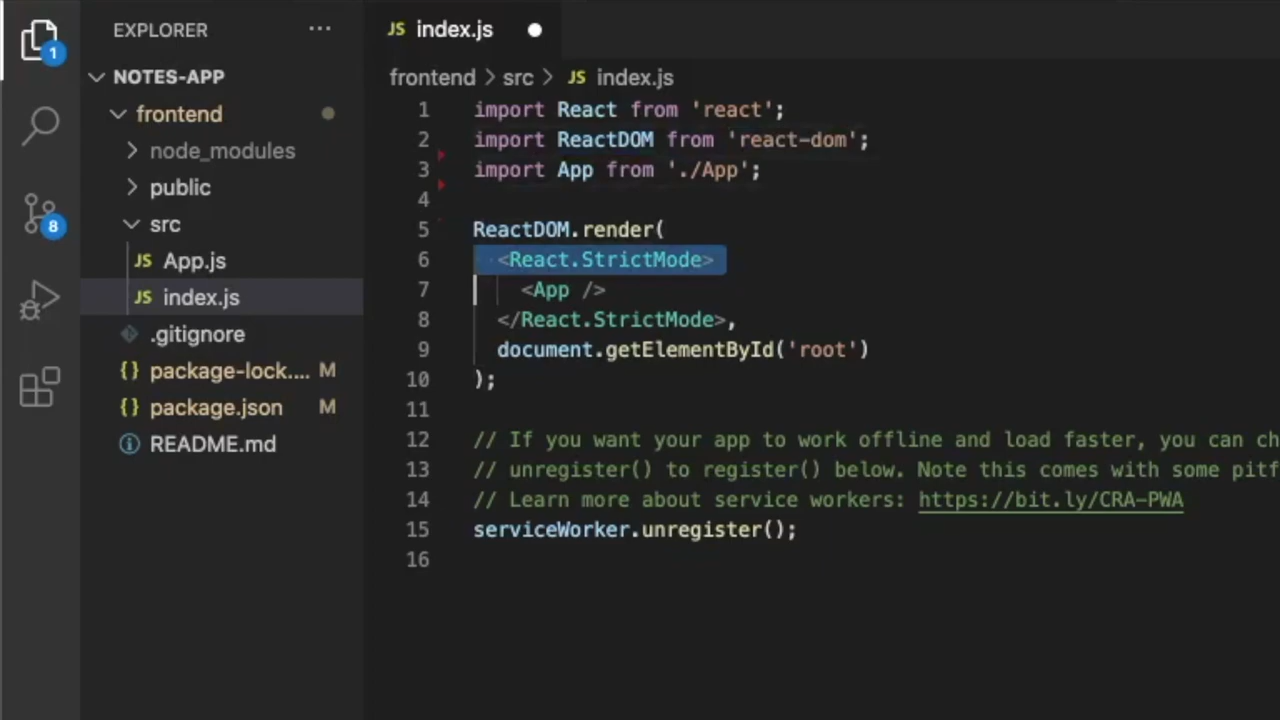 EXPLORER
...
JS index.js
1
NOTES-APP
frontend
node_modules
public
src
8
JS App.js
JS index.js
.gitignore
{} package-lock.... M
{} package.json M
README.md
frontend > src > JS index.js
1 import React from 'react';
2 import ReactDOM from 'react-dom';
3 import App from './App';
4
5 ReactDOM.render(
6 <React.StrictMode>
7 <App />
8 </React.StrictMode>,
9 document.getElementById('root')
10 );
11
12 // If you want your app to work offline and load faster, you can ch
13 // unregister() to register() below. Note this comes with some pitf
14 // Learn more about service workers: https://bit.ly/CRA-PWA
15 serviceWorker.unregister();
16